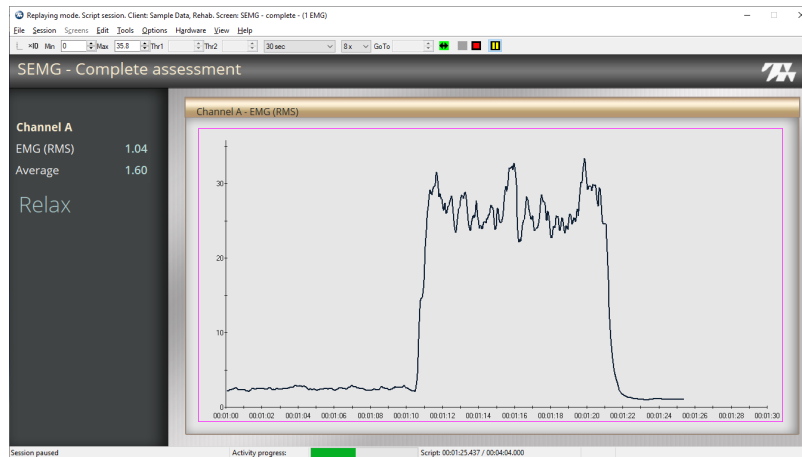 Replaying mode. Script session. Client: Sample Data, Rehab. Screen: SEMG - complete - (1 EMG)
File Session Screens Edit Tools Options Hardware View Help
×10 Min 0 Max 35.8 Thr1 Thr2 30 sec 8 x GoTo
SEMG - Complete assessment
Channel A - EMG (RMS)
Channel A
EMG (RMS) 1.04
Average 1.60
Relax
30
20
10
0
00:01:00 00:01:02 00:01:04 00:01:06 00:01:08 00:01:10 00:01:12 00:01:14 00:01:16 00:01:18 00:01:20 00:01:22 00:01:24 00:01:26 00:01:28 00:01:30
Session paused Activity progress: Script: 00:01:25.437 / 00:04:04.000